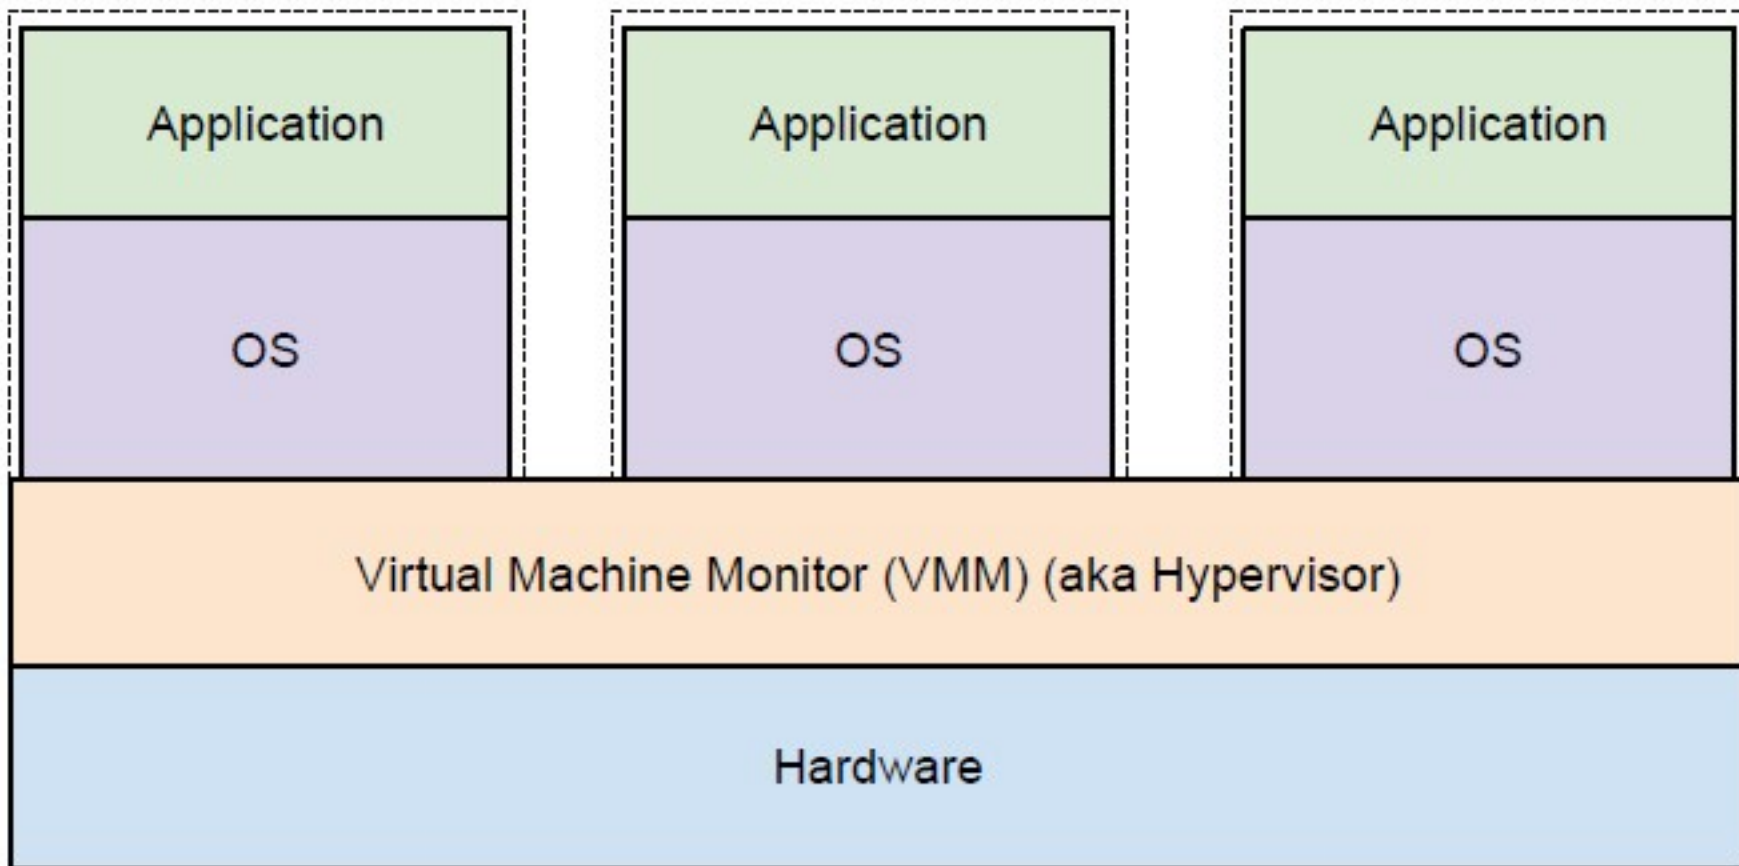 Application
Application
Application
OS
OS
OS
Virtual Machine Monitor (VMM) (aka Hypervisor)
Hardware